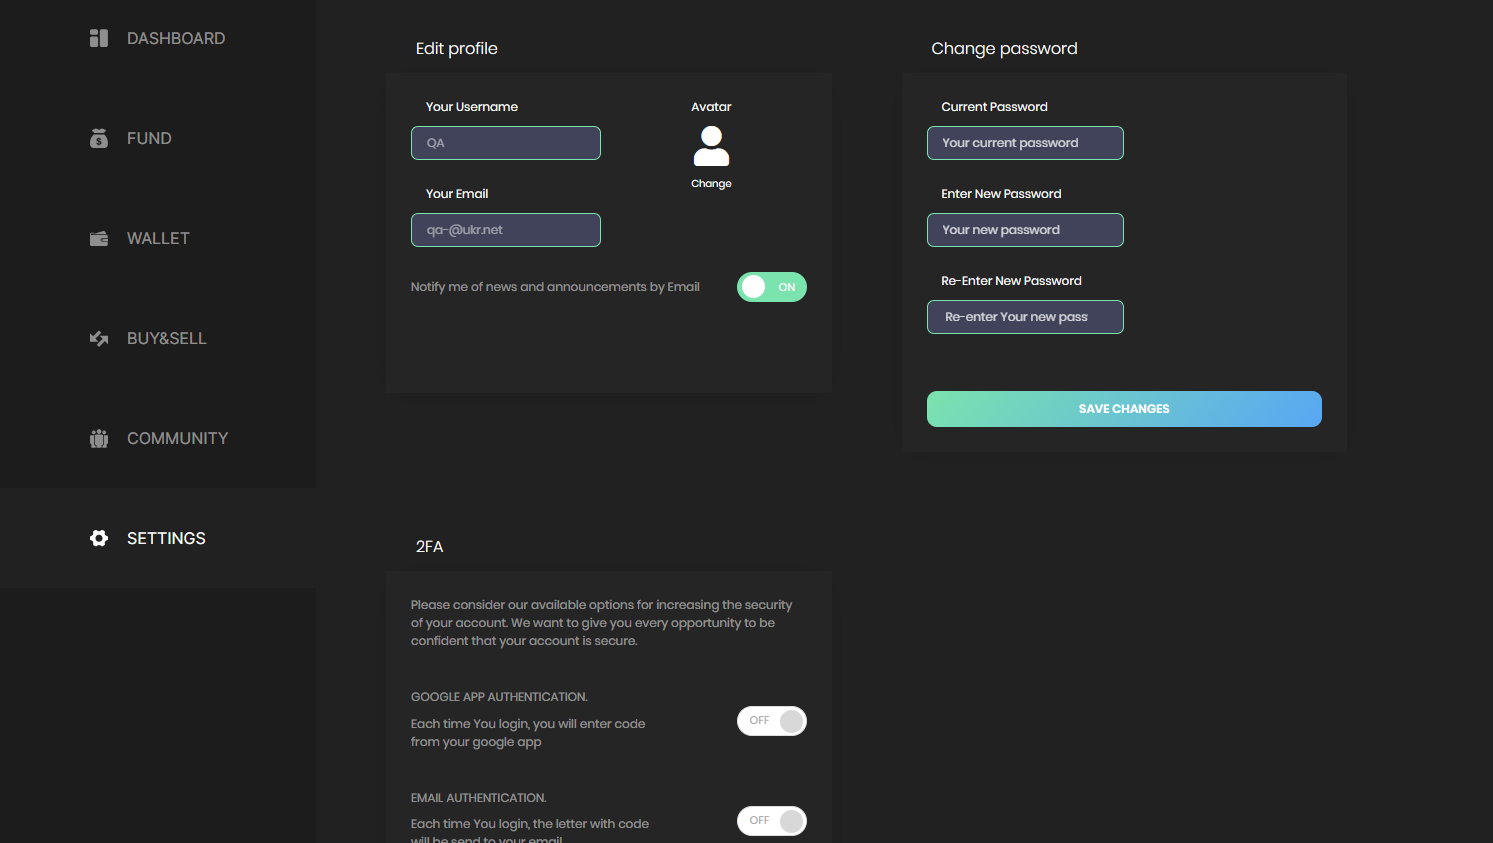 DASHBOARD
FUND
WALLET
BUY&SELL
COMMUNITY
SETTINGS
Edit profile
Your Username
QA
Avatar
Change
Your Email
qa-@ukr.net
Notify me of news and announcements by Email
ON
Change password
Current Password
Your current password
Enter New Password
Your new password
Re-Enter New Password
Re-enter Your new pass
SAVE CHANGES
2FA
Please consider our available options for increasing the security
of your account. We want to give you every opportunity to be
confident that your account is secure.
GOOGLE APP AUTHENTICATION.
Each time You login, you will enter code
from your google app
OFF
EMAIL AUTHENTICATION.
Each time You login, the letter with code
will be send to your email
OFF